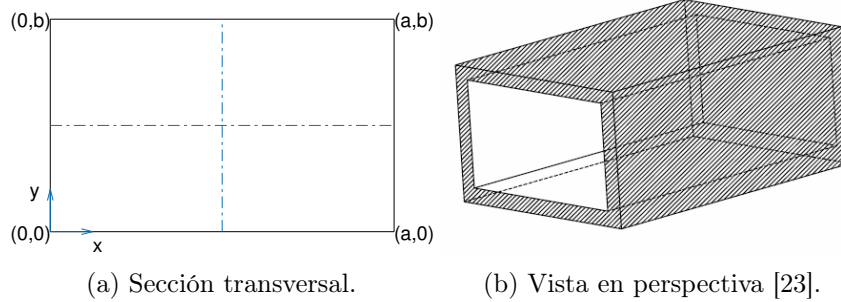 (0,b)
(a,b)
y
(0,0)
x
(a,0)
(a) Sección transversal.
(b) Vista en perspectiva [23].